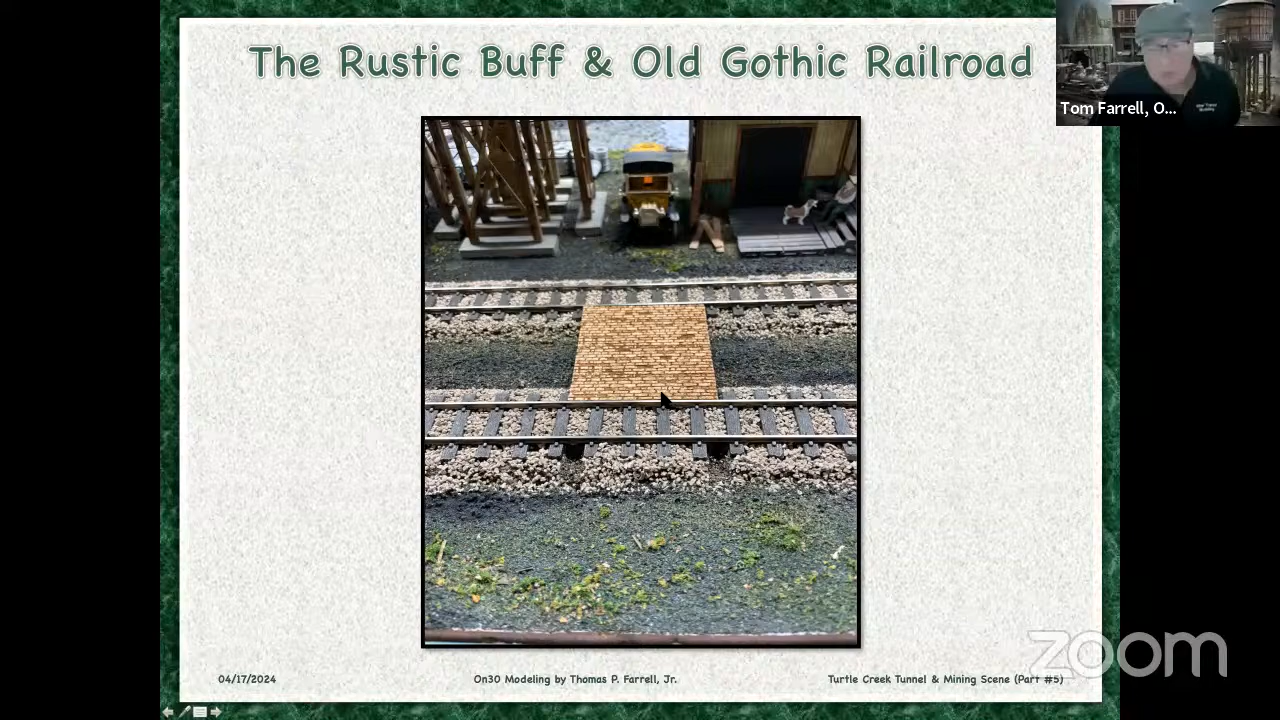 The Rustic Buff & Old Gothic Railroad
Tom Farrell, O...
zoom
04/17/2024
On30 Modeling by Thomas P. Farrell, Jr.
Turtle Creek Tunnel & Mining Scene (Part #5)